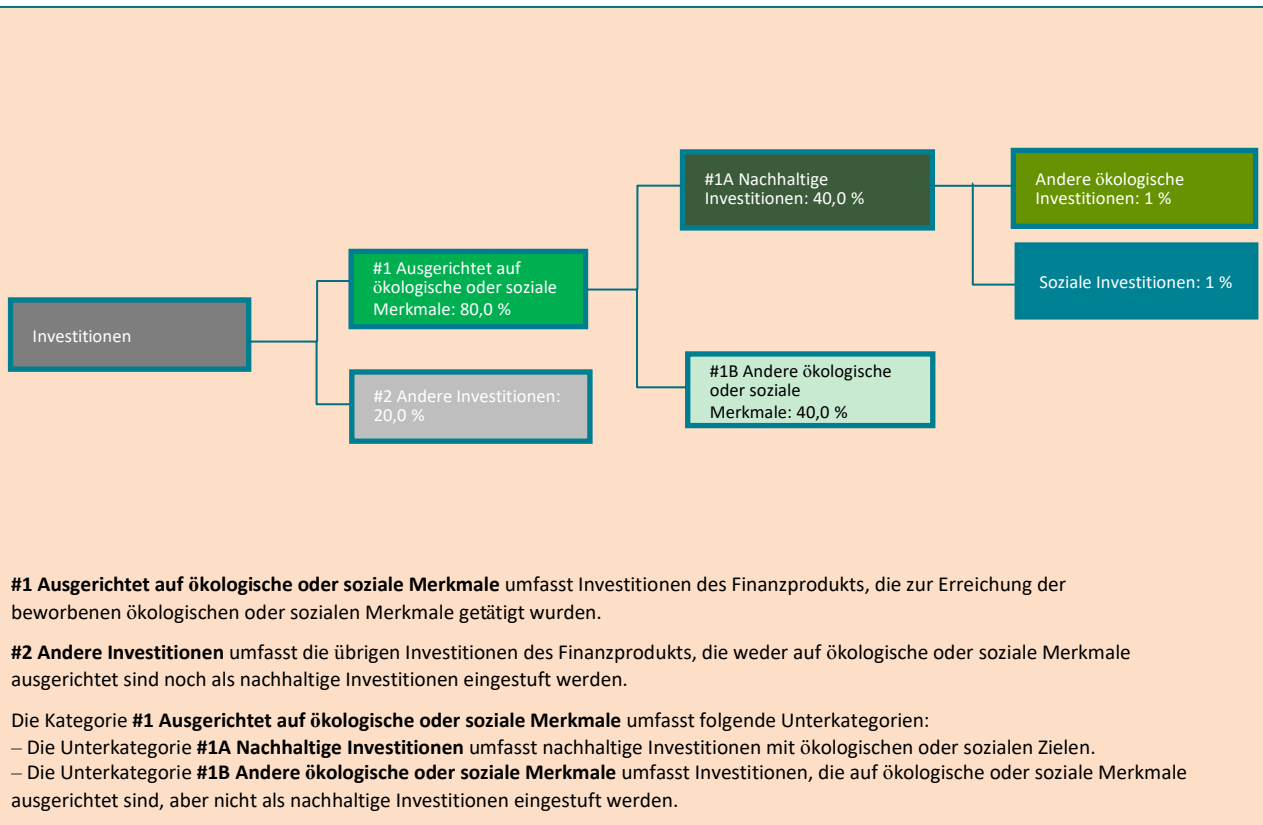 #1A Nachhaltige
Investitionen: 40,0 %
Andere ökologische
Investitionen: 1 %
#1 Ausgerichtet auf
ökologische oder soziale
Merkmale: 80,0 %
Soziale Investitionen: 1 %
Investitionen
#2 Andere Investitionen:
20,0 %
#1B Andere ökologische
oder soziale
Merkmale: 40,0 %
#1 Ausgerichtet auf ökologische oder soziale Merkmale umfasst Investitionen des Finanzprodukts, die zur Erreichung der
beworbenen ökologischen oder sozialen Merkmale getätigt wurden.
#2 Andere Investitionen umfasst die übrigen Investitionen des Finanzprodukts, die weder auf ökologische oder soziale Merkmale
ausgerichtet sind noch als nachhaltige Investitionen eingestuft werden.
Die Kategorie #1 Ausgerichtet auf ökologische oder soziale Merkmale umfasst folgende Unterkategorien:
– Die Unterkategorie #1A Nachhaltige Investitionen umfasst nachhaltige Investitionen mit ökologischen oder sozialen Zielen.
– Die Unterkategorie #1B Andere ökologische oder soziale Merkmale umfasst Investitionen, die auf ökologische oder soziale Merkmale
ausgerichtet sind, aber nicht als nachhaltige Investitionen eingestuft werden.